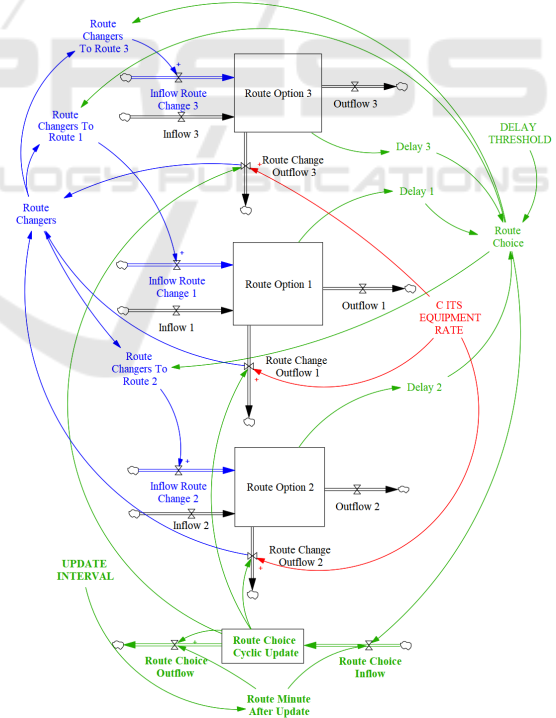 Route
Changers
To Route 3
+
Inflow Route
Change 3
Inflow 3
Route Option 3
Outflow 3
Route
Changers To
Route 1
DELAY
THRESHOLD
Delay 3
+
Route Change
Outflow 3
Delay 1
Route
Changers
Route
Choice
+
Inflow Route
Change 1
Inflow 1
Route Option 1
Outflow 1
C ITS
EQUIPMENT
RATE
Route
Changers To
Route 2
Route Change
Outflow 1
+
Delay 2
+
Inflow Route
Change 2
Inflow 2
Route Option 2
Outflow 2
Route Change
Outflow 2
+
UPDATE
INTERVAL
+
Route Choice
Cyclic Update
Route Choice
Outflow
Route Choice
Inflow
Route Minute
After Update
PRESS
LOGY PUBLICATIONS